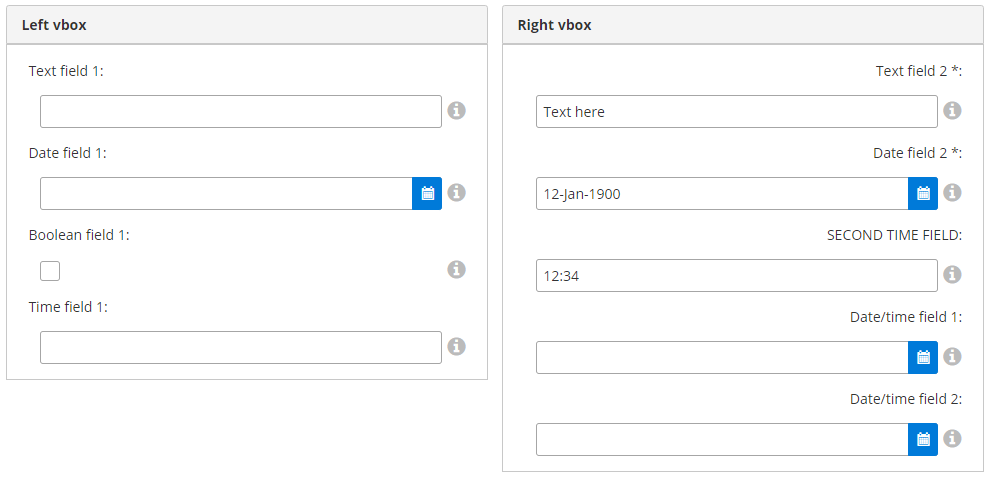 Left vbox
Text field 1:
Date field 1:
Boolean field 1:
Time field 1:
Right vbox
Text field 2 *:
Text here
Date field 2 *:
12-Jan-1900
SECOND TIME FIELD:
12:34
Date/time field 1:
Date/time field 2: